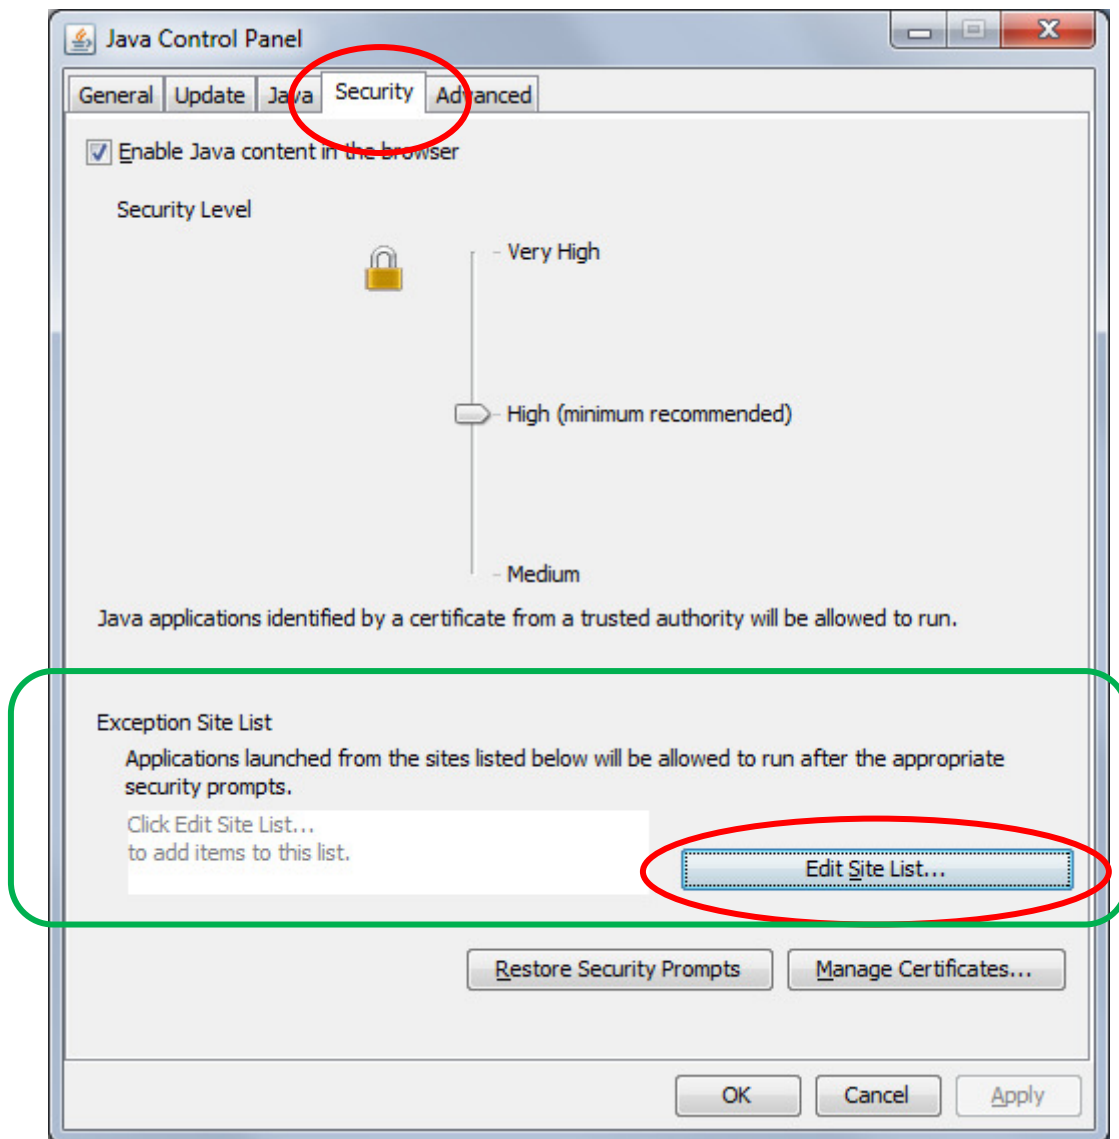 Java Control Panel
General Update Java Security Advanced
Enable Java content in the browser
Security Level
Very High
High (minimum recommended)
Medium
Java applications identified by a certificate from a trusted authority will be allowed to run.
Exception Site List
Applications launched from the sites listed below will be allowed to run after the appropriate
security prompts.
Click Edit Site List...
to add items to this list.
Edit Site List...
Restore Security Prompts Manage Certificates...
OK Cancel Apply